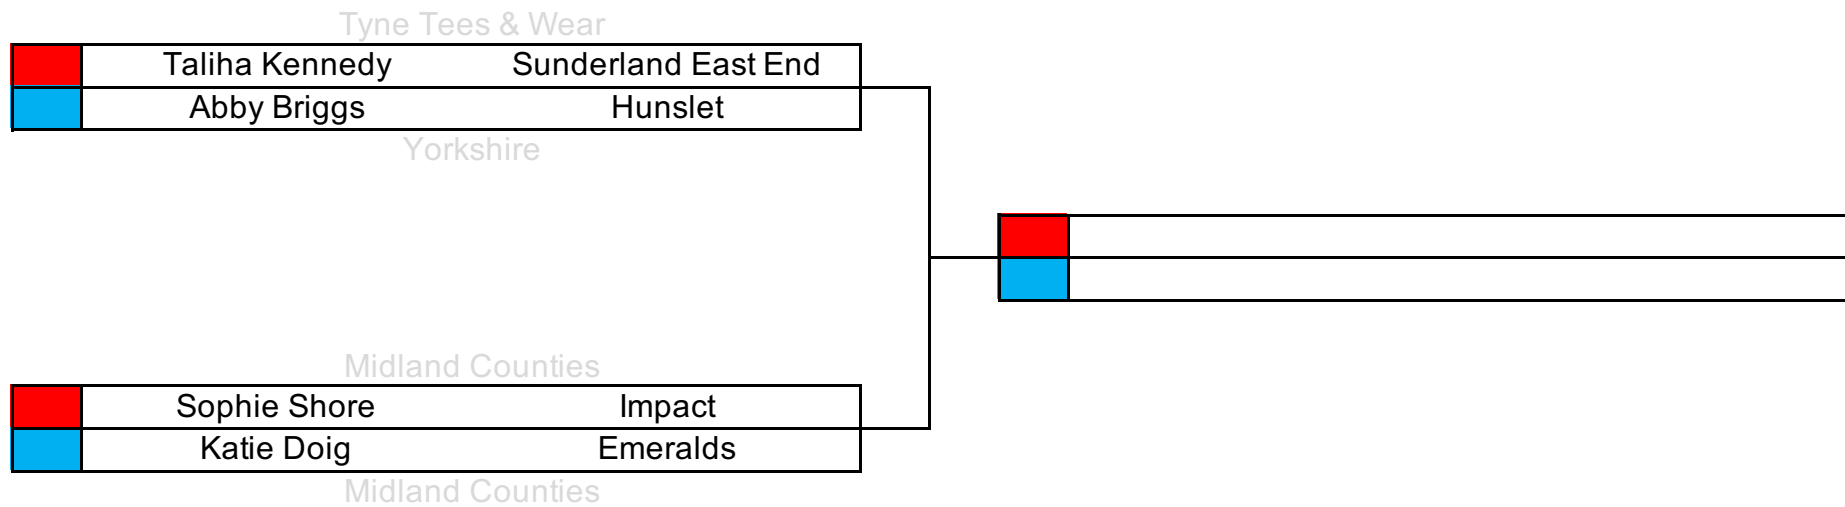 Tyne Tees & Wear
Taliha Kennedy Sunderland East End
Abby Briggs Hunslet
Yorkshire
Midland Counties
Sophie Shore Impact
Katie Doig Emeralds
Midland Counties